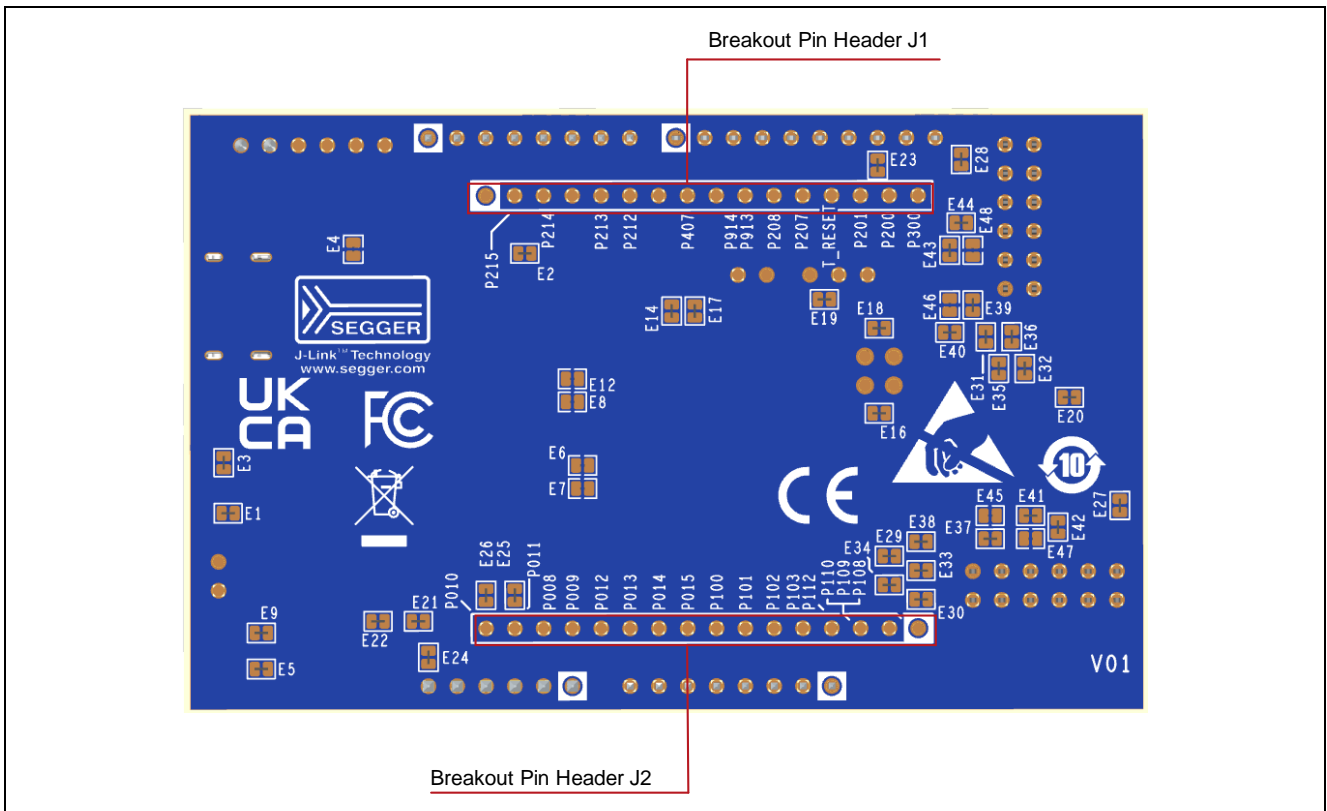 Breakout Pin Header J1
E23
E28
P215
P214
P213
P212
P407
P914
P913
P208
P207
T_RESET
P201
P200
P300
E44
E48
E43
E4
E2
SEGGER
J-Link™ Technology
www.segger.com
E14
E17
E19
E18
E46
E39
E40
E36
E31
E35
E32
E20
E12
E8
E16
UK
CA
FC
E6
E7
E3
E1
CE
10
E45
E41
E37
E42
E47
E27
E38
E29
E34
E33
E30
P010
E26
E25
P011
P008
P009
P012
P013
P014
P015
P100
P101
P102
P103
P112
P110
P109
P108
E9
E5
E22
E21
E24
V01
Breakout Pin Header J2